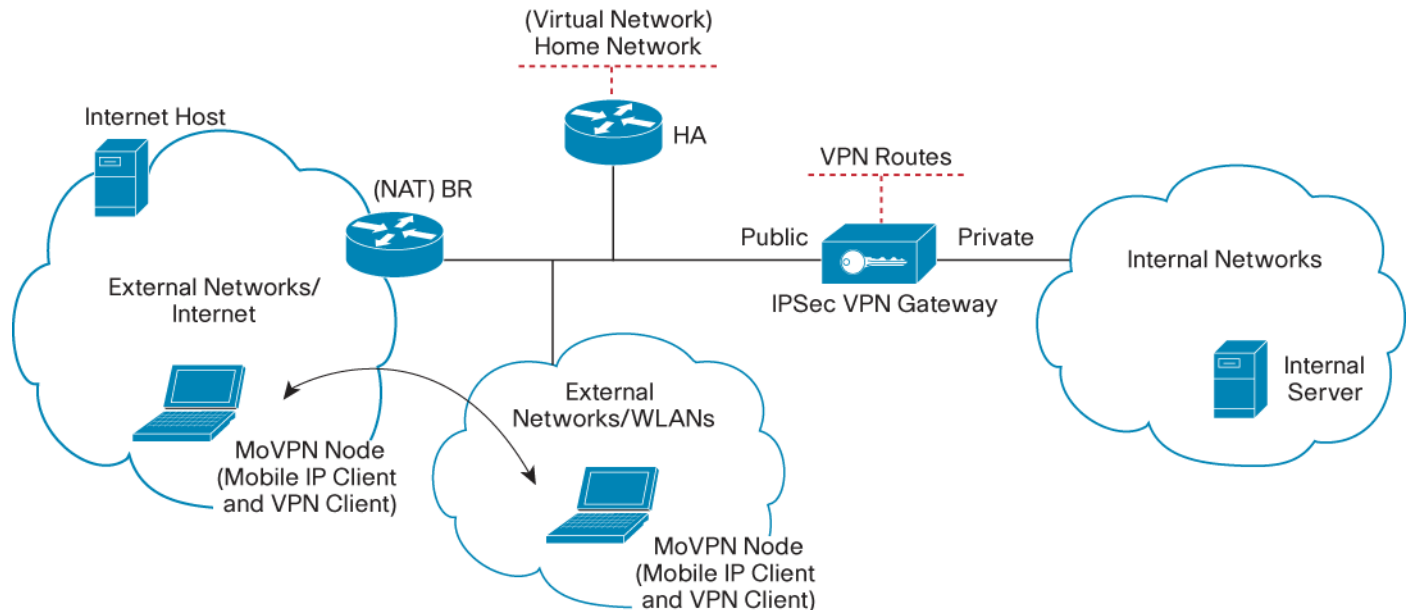 (Virtual Network)
Home Network
Internet Host
HA
VPN Routes
(NAT) BR
Public
Private
IPSec VPN Gateway
Internal Networks
External Networks/
Internet
Internal
Server
External
Networks/WLANs
MoVPN Node
(Mobile IP Client
and VPN Client)
MoVPN Node
(Mobile IP Client
and VPN Client)